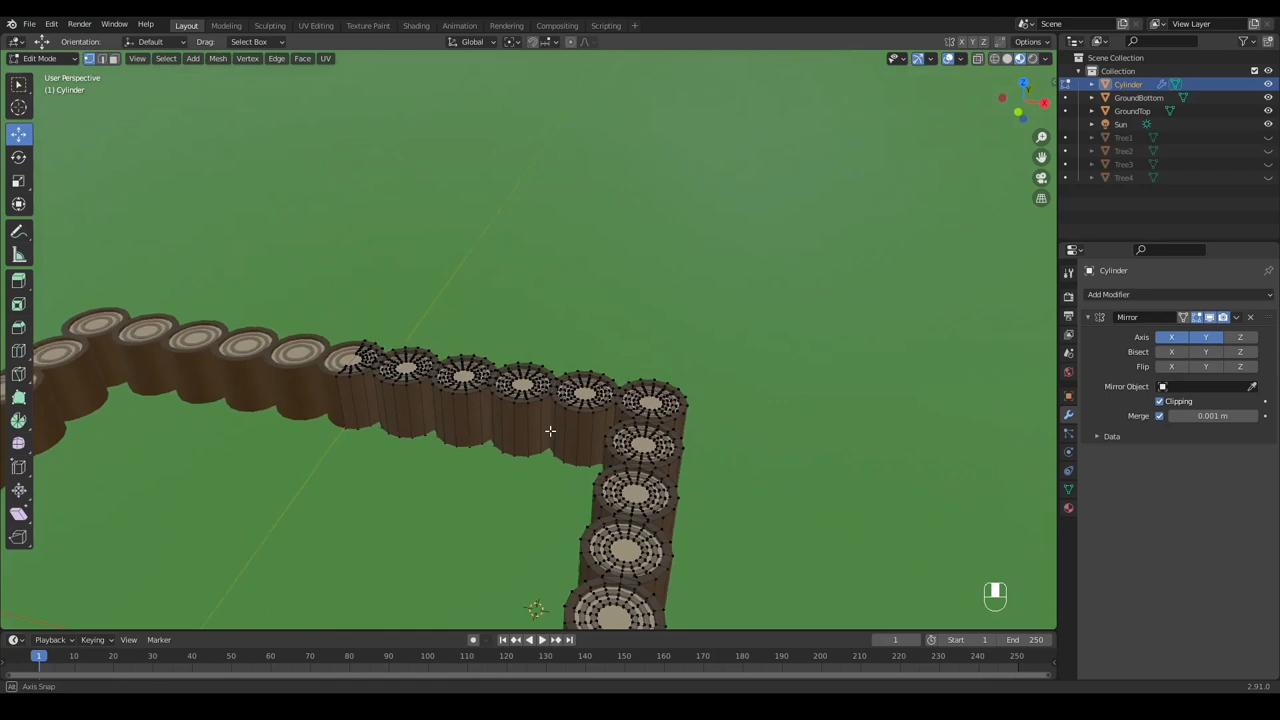 File Edit Render Window Help Layout Modeling Sculpting UV Editing Texture Paint Shading Animation Rendering Compositing Scripting + Scene View Layer
Orientation: Default Drag: Select Box Global X Y Z Options
Edit Mode View Select Add Mesh Vertex Edge Face UV
User Perspective
(1) Cylinder
Z
Y
X
Scene Collection
Collection
Cylinder
GroundBottom
GroundTop
Sun
Tree1
Tree2
Tree3
Tree4
Cylinder
Add Modifier
Mirror
Axis X Y Z
Bisect X Y Z
Flip X Y Z
Mirror Object
Clipping
Merge 0.001 m
Data
Playback Keying View Marker 1 Start 1 End 250
1 10 20 30 40 50 60 70 80 90 100 110 120 130 140 150 160 170 180 190 200 210 220 230 240 250
Alt Axis Snap 2.91.0